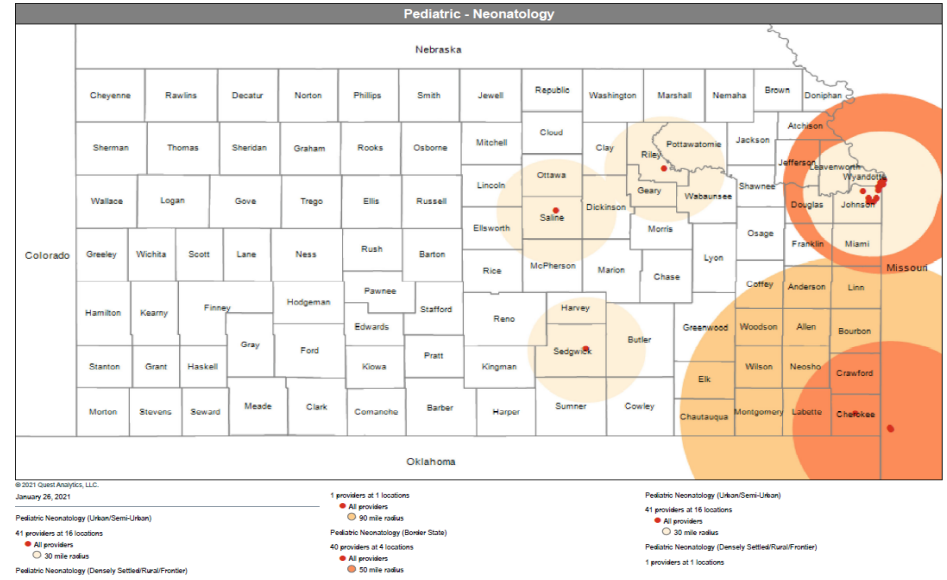 Pediatric - Neonatology
Nebraska
Cheyenne Rawlins Decatur Norton Phillips Smith Jewell Republic Washington Marshall Nemaha Brown Doniphan
Sherman Thomas Sheridan Graham Rooks Osborne Mitchell Cloud Clay Riley Pottawatomie Jackson Atchison
Jefferson Leavenworth
Wyandotte
Wallace Logan Gove Trego Ellis Russell Lincoln Ottawa Saline Dickinson Geary Wabaunsee Shawnee Douglas Johnson
Ellsworth Morris Osage
Colorado Greeley Wichita Scott Lane Ness Rush Barton Rice McPherson Marion Chase Lyon Franklin Miami Missouri
Hamilton Kearny Finney Hodgeman Pawnee Stafford Reno Harvey Coffey Anderson Linn
Gray Ford Edwards Sedgwick Butler Greenwood Woodson Allen Bourbon
Stanton Grant Haskell Kiowa Pratt Kingman Elk Wilson Neosho Crawford
Morton Stevens Seward Meade Clark Comanche Barber Harper Sumner Cowley Chautauqua Montgomery Labette Cherokee
Oklahoma
© 2021 Quest Analytics, LLC.
January 26, 2021
Pediatric Neonatology (Urban/Semi-Urban)
41 providers at 16 locations
All providers
30 mile radius
Pediatric Neonatology (Densely Settled/Rural/Frontier)
1 providers at 1 locations
All providers
90 mile radius
Pediatric Neonatology (Border State)
40 providers at 4 locations
All providers
50 mile radius
Pediatric Neonatology (Urban/Semi-Urban)
41 providers at 16 locations
All providers
30 mile radius
Pediatric Neonatology (Densely Settled/Rural/Frontier)
1 providers at 1 locations